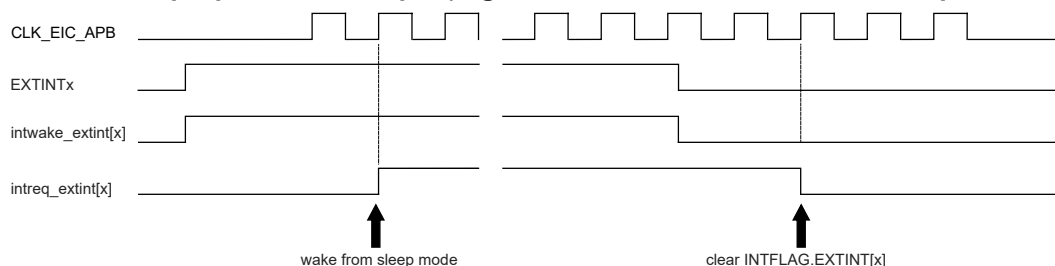 CLK_EIC_APB
EXTINTx
intwake_extint[x]
intreq_extint[x]
wake from sleep mode
clear INTFLAG.EXTINT[x]